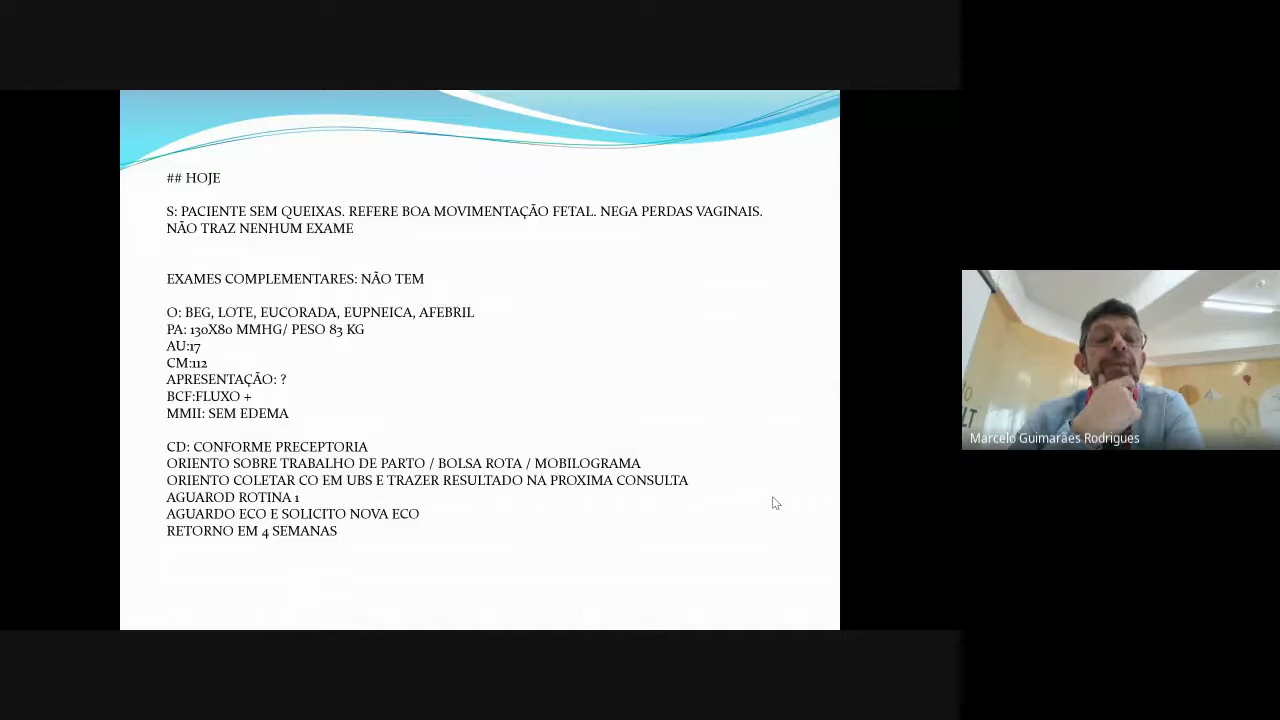 ## HOJE
S: PACIENTE SEM QUEIXAS. REFERE BOA MOVIMENTAÇÃO FETAL. NEGA PERDAS VAGINAIS.
NÃO TRAZ NENHUM EXAME
EXAMES COMPLEMENTARES: NÃO TEM
O: BEG, LOTE, EUCORADA, EUPNEICA, AFEBRIL
PA: 130X80 MMHG/ PESO 83 KG
AU:17
CM:112
APRESENTAÇÃO: ?
BCF:FLUXO +
MMII: SEM EDEMA
CD: CONFORME PRECEPTORIA
ORIENTO SOBRE TRABALHO DE PARTO / BOLSA ROTA / MOBILOGRAMA
ORIENTO COLETAR CO EM UBS E TRAZER RESULTADO NA PROXIMA CONSULTA
AGUAROD ROTINA 1
AGUARDO ECO E SOLICITO NOVA ECO
RETORNO EM 4 SEMANAS
Marcelo Guimarães Rodrigues